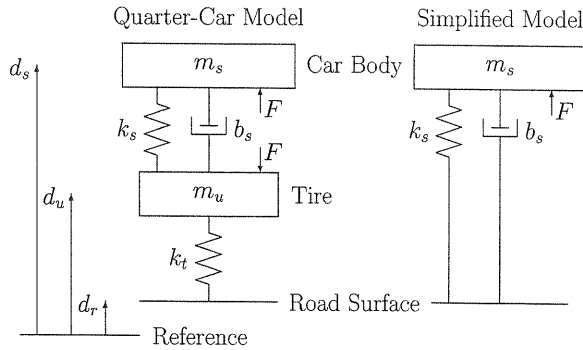 Quarter-Car Model
Simplified Model
d_s
m_s
Car Body
m_s
F
F
k_s
b_s
k_s
b_s
F
d_u
m_u
Tire
k_t
d_r
Road Surface
Reference